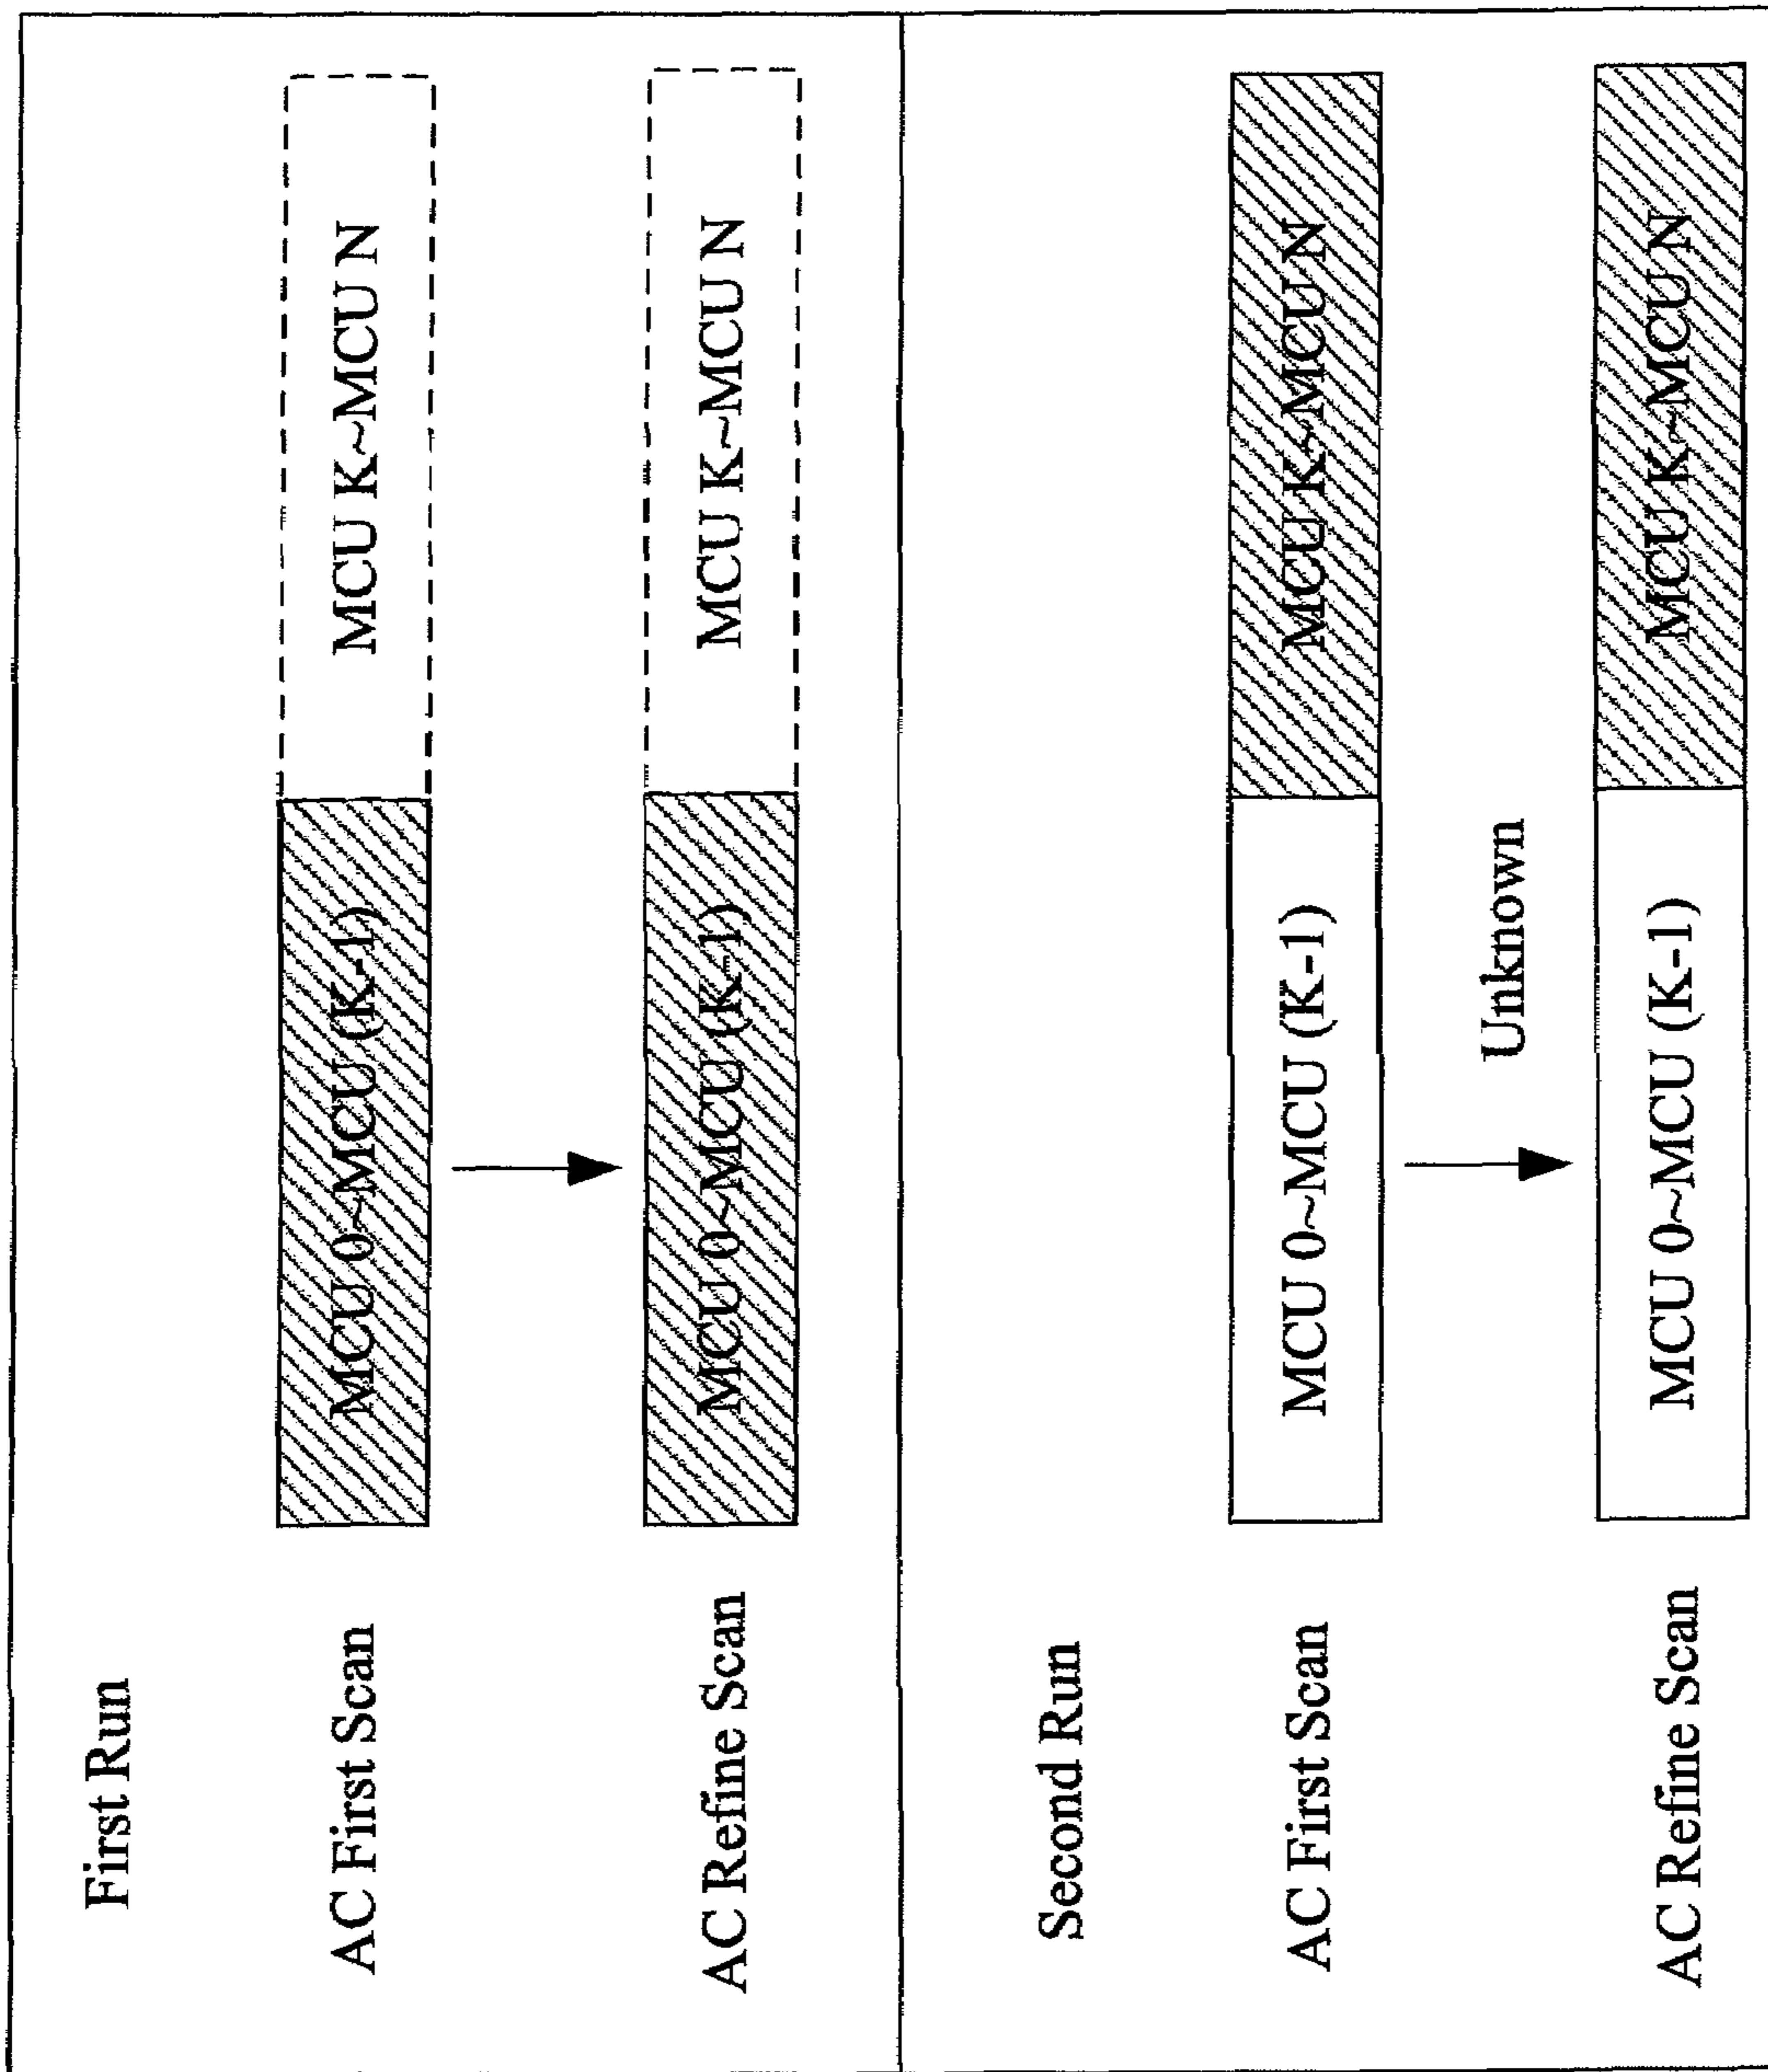 First Run
AC First Scan
MCU 0~MCU (K-1)
MCU K~MCU N
AC Refine Scan
MCU 0~MCU (K-1)
MCU K~MCU N
Second Run
AC First Scan
MCU 0~MCU (K-1)
MCU K~MCU N
Unknown
AC Refine Scan
MCU 0~MCU (K-1)
MCU K~MCU N